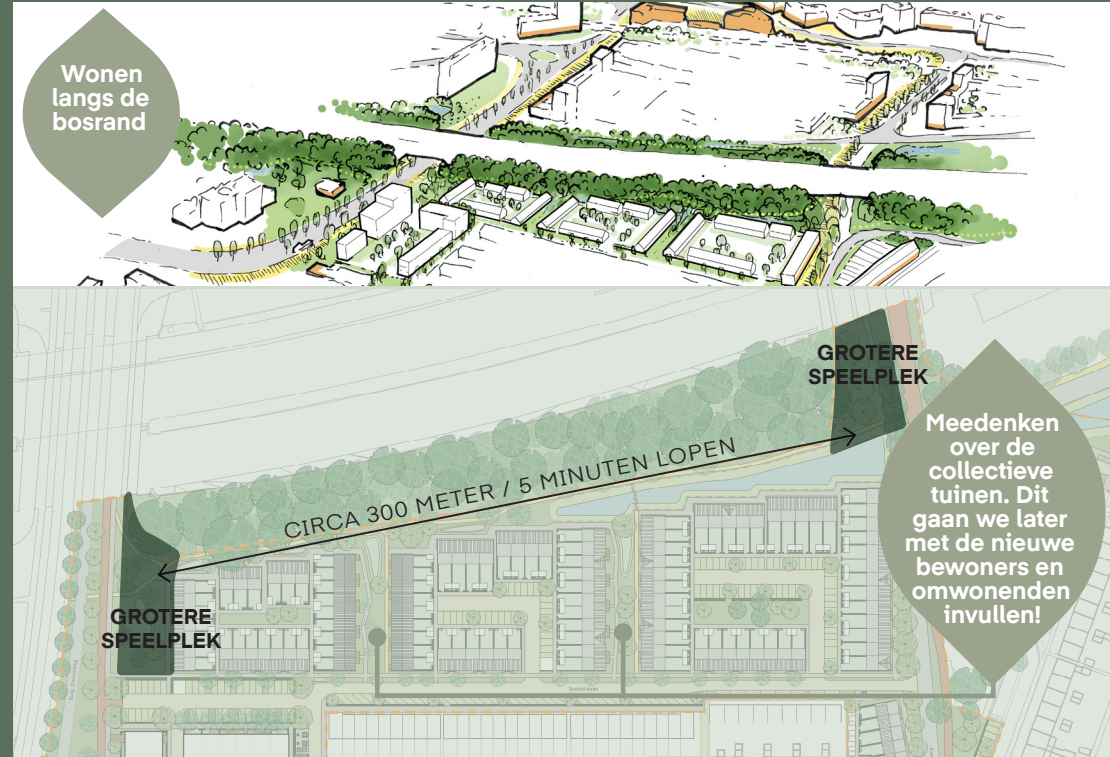 Wonen
langs de
bosrand
GROTERE
SPEELPLEK
CIRCA 300 METER / 5 MINUTEN LOPEN
Meedenken
over de
collectieve
tuinen. Dit
gaan we later
met de nieuwe
bewoners en
omwonenden
invullen!
GROTERE
SPEELPLEK